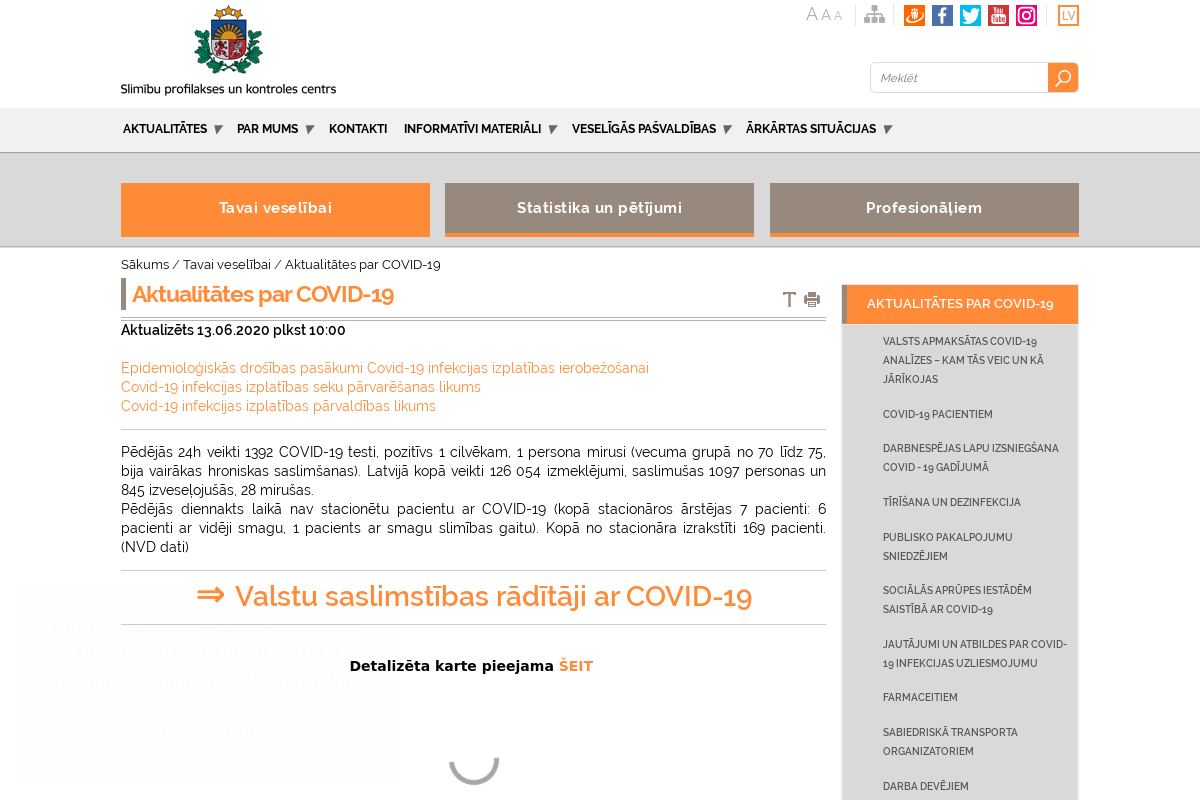 A A A
You
Tube
LV
Slimību profilakses un kontroles centrs
Meklēt
AKTUALITĀTES PAR MUMS KONTAKTI INFORMATĪVI MATERIĀLI VESELĪGĀS PAŠVALDĪBAS ĀRKĀRTAS SITUĀCIJAS
Tavai veselībai
Statistika un pētījumi
Profesionāļiem
Sākums / Tavai veselībai / Aktualitātes par COVID-19
Aktualitātes par COVID-19
Aktualizēts 13.06.2020 plkst 10:00
Epidemioloģiskās drošības pasākumi Covid-19 infekcijas izplatības ierobežošanai
Covid-19 infekcijas izplatības seku pārvarēšanas likums
Covid-19 infekcijas izplatības pārvaldības likums
Pēdējās 24h veikti 1392 COVID-19 testi, pozitīvs 1 cilvēkam, 1 persona mirusi (vecuma grupā no 70 līdz 75,
bija vairākas hroniskas saslimšanas). Latvijā kopā veikti 126 054 izmeklējumi, saslimušas 1097 personas un
845 izveseļojušās, 28 mirušas.
Pēdējās diennakts laikā nav stacionētu pacientu ar COVID-19 (kopā stacionāros ārstējas 7 pacienti: 6
pacienti ar vidēji smagu, 1 pacients ar smagu slimības gaitu). Kopā no stacionāra izrakstīti 169 pacienti.
(NVD dati)
⇒ Valstu saslimstības rādītāji ar COVID-19
Detalizēta karte pieejama ŠEIT
AKTUALITĀTES PAR COVID-19
VALSTS APMAKSĀTAS COVID-19
ANALĪZES – KAM TĀS VEIC UN KĀ
JĀRĪKOJAS
COVID-19 PACIENTIEM
DARBNESPĒJAS LAPU IZSNIEGŠANA
COVID - 19 GADĪJUMĀ
TĪRĪŠANA UN DEZINFEKCIJA
PUBLISKO PAKALPOJUMU
SNIEDZĒJIEM
SOCIĀLĀS APRŪPES IESTĀDĒM
SAISTĪBĀ AR COVID-19
JAUTĀJUMI UN ATBILDES PAR COVID-
19 INFEKCIJAS UZLIESMOJUMU
FARMACEITIEM
SABIEDRISKĀ TRANSPORTA
ORGANIZATORIEM
DARBA DEVĒJIEM